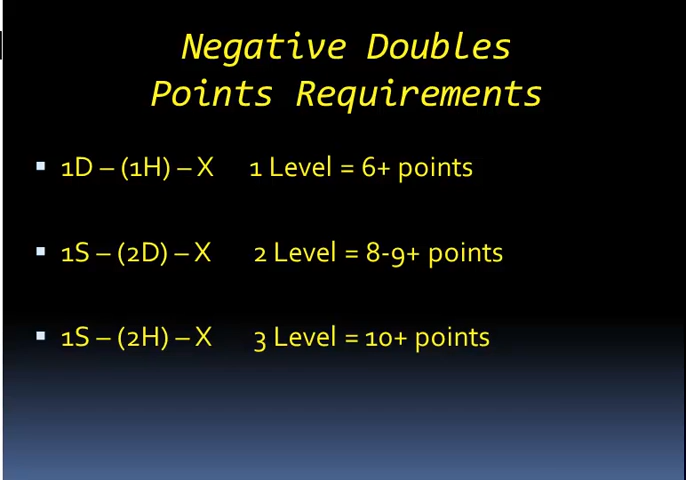 Negative Doubles
Points Requirements
1D – (1H) – X 1 Level = 6+ points
1S – (2D) – X 2 Level = 8-9+ points
1S – (2H) – X 3 Level = 10+ points